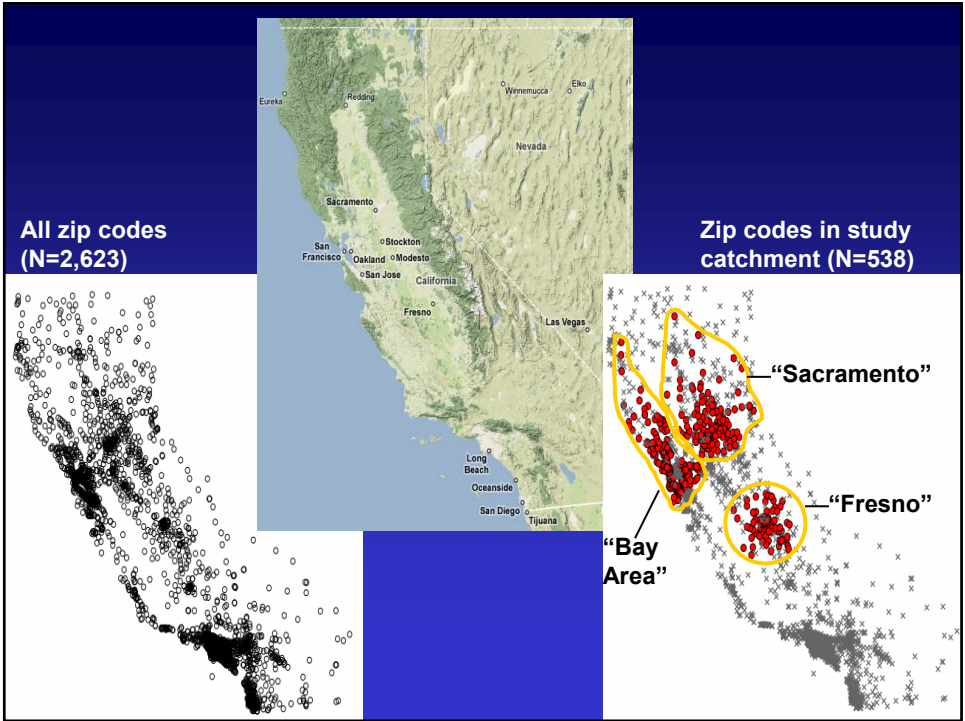 All zip codes
(N=2,623)
Eureka
Redding
Winnemucca
Elko
Nevada
Sacramento
San
Francisco
Oakland
Stockton
Modesto
San Jose
California
Fresno
Las Vegas
Long
Beach
Oceanside
San Diego
Tijuana
Zip codes in study
catchment (N=538)
“Sacramento”
“Fresno”
“Bay
Area”